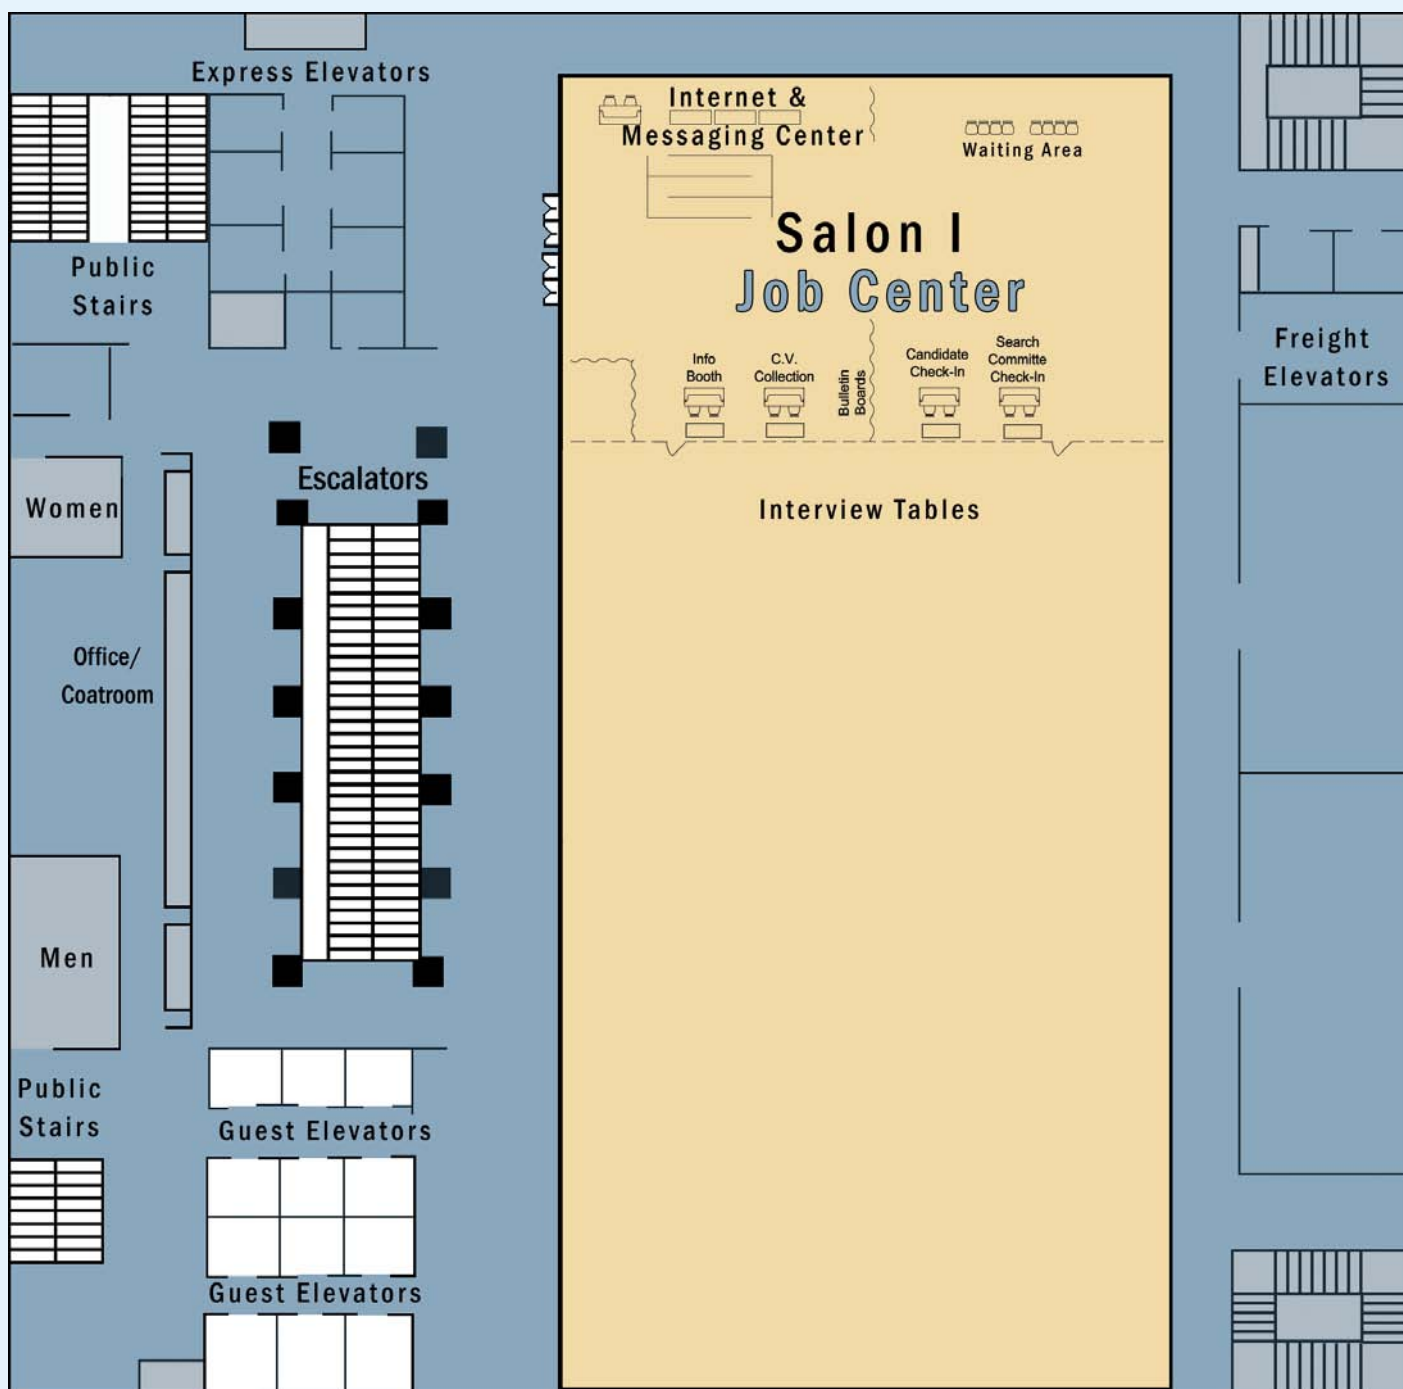 Express Elevators
Internet &
Messaging Center
Waiting Area
Salon I
Job Center
Public
Stairs
Info
Booth
C.V.
Collection
Bulletin
Boards
Candidate
Check-In
Search
Committe
Check-In
Freight
Elevators
Escalators
Women
Interview Tables
Office/
Coatroom
Men
Public
Stairs
Guest Elevators
Guest Elevators